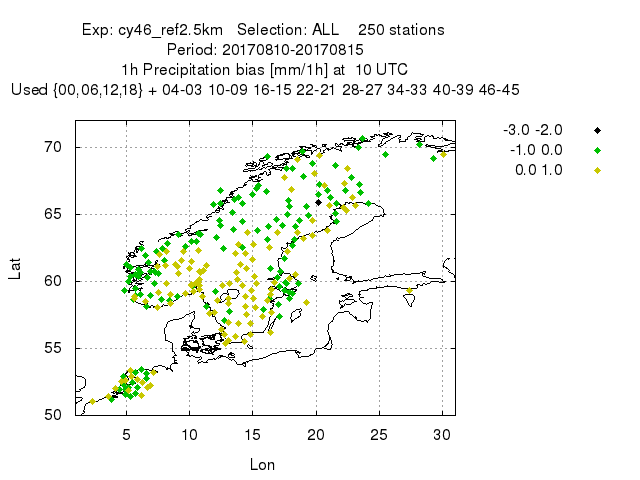 Exp: cy46_ref2.5km   Selection: ALL    250 stations
Period: 20170810-20170815
1h Precipitation bias [mm/1h] at  10 UTC
Used {00,06,12,18} + 04-03 10-09 16-15 22-21 28-27 34-33 40-39 46-45
-3.0 -2.0
-1.0 0.0
0.0 1.0
70
65
60
55
50
Lat
5 10 15 20 25 30
Lon